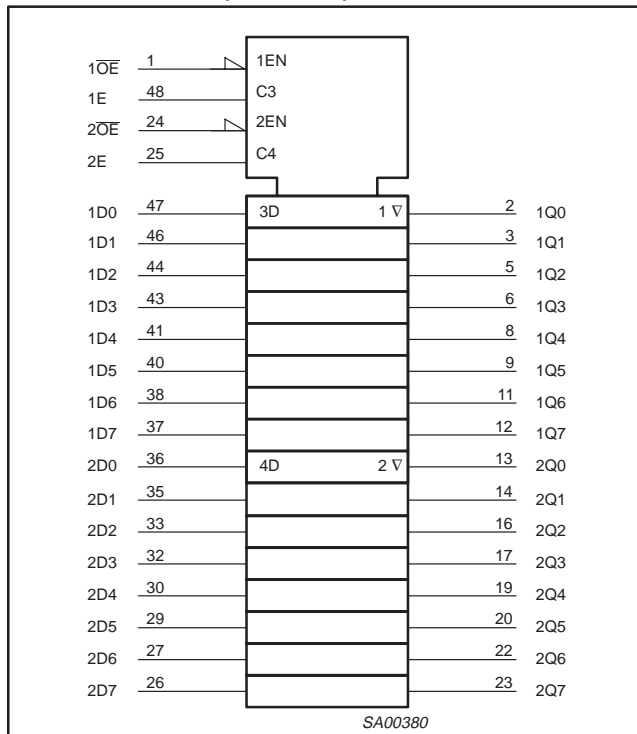 1O̅E̅ 1 1EN
1E 48 C3
2O̅E̅ 24 2EN
2E 25 C4
1D0 47 3D 1 ∇ 2 1Q0
1D1 46 3 1Q1
1D2 44 5 1Q2
1D3 43 6 1Q3
1D4 41 8 1Q4
1D5 40 9 1Q5
1D6 38 11 1Q6
1D7 37 12 1Q7
2D0 36 4D 2 ∇ 13 2Q0
2D1 35 14 2Q1
2D2 33 16 2Q2
2D3 32 17 2Q3
2D4 30 19 2Q4
2D5 29 20 2Q5
2D6 27 22 2Q6
2D7 26 23 2Q7
SA00380